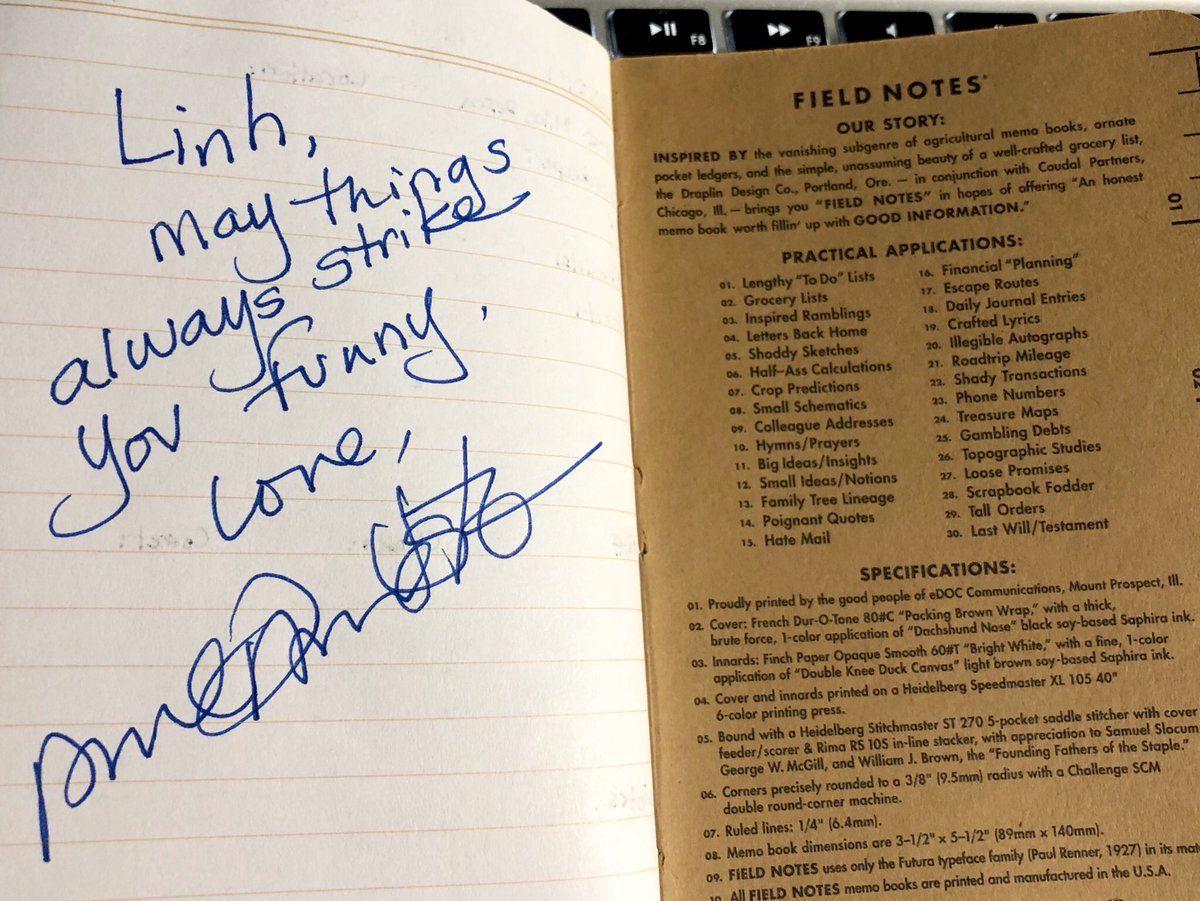 Linh,
may things
always strike
you funny.
Love,
F8
F9
FIELD NOTES
OUR STORY:
INSPIRED BY the vanishing subgenre of agricultural memo books, ornate
pocket ledgers, and the simple, unassuming beauty of a well-crafted grocery list,
the Draplin Design Co., Portland, Ore. — in conjunction with Coudal Partners,
Chicago, Ill. — brings you "FIELD NOTES" in hopes of offering "An honest
memo book worth fillin' up with GOOD INFORMATION."
PRACTICAL APPLICATIONS:
01. Lengthy "To Do" Lists
02. Grocery Lists
03. Inspired Ramblings
04. Letters Back Home
05. Shoddy Sketches
06. Half-Ass Calculations
07. Crop Predictions
08. Small Schematics
09. Colleague Addresses
10. Hymns/Prayers
11. Big Ideas/Insights
12. Small Ideas/Notions
13. Family Tree Lineage
14. Poignant Quotes
15. Hate Mail
16. Financial "Planning"
17. Escape Routes
18. Daily Journal Entries
19. Crafted Lyrics
20. Illegible Autographs
21. Roadtrip Mileage
22. Shady Transactions
23. Phone Numbers
24. Treasure Maps
25. Gambling Debts
26. Topographic Studies
27. Loose Promises
28. Scrapbook Fodder
29. Tall Orders
30. Last Will/Testament
SPECIFICATIONS:
01. Proudly printed by the good people of eDOC Communications, Mount Prospect, Ill.
02. Cover: French Dur-O-Tone 80#C "Packing Brown Wrap," with a thick,
brute force, 1-color application of "Dachshund Nose" black soy-based Saphira ink.
03. Innards: Finch Paper Opaque Smooth 60#T "Bright White," with a fine, 1-color
application of "Double Knee Duck Canvas" light brown soy-based Saphira ink.
04. Cover and innards printed on a Heidelberg Speedmaster XL 105 40"
6-color printing press.
05. Bound with a Heidelberg Stitchmaster ST 270 5-pocket saddle stitcher with cover
feeder/scorer & Rima RS 10S in-line stacker, with appreciation to Samuel Slocum
George W. McGill, and William J. Brown, the "Founding Fathers of the Staple."
06. Corners precisely rounded to a 3/8" (9.5mm) radius with a Challenge SCM
double round-corner machine.
07. Ruled lines: 1/4" (6.4mm).
08. Memo book dimensions are 3-1/2" x 5-1/2" (89mm x 140mm).
09. FIELD NOTES uses only the Futura typeface family (Paul Renner, 1927) in its
10. All FIELD NOTES memo books are printed and manufactured in the U.S.A.
01